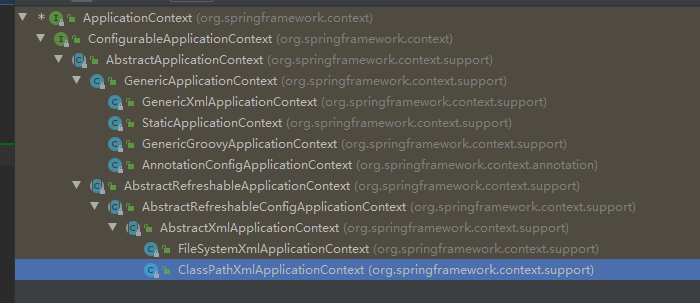 * ApplicationContext (org.springframework.context)
ConfigurableApplicationContext (org.springframework.context)
AbstractApplicationContext (org.springframework.context.support)
GenericApplicationContext (org.springframework.context.support)
GenericXmlApplicationContext (org.springframework.context.support)
StaticApplicationContext (org.springframework.context.support)
GenericGroovyApplicationContext (org.springframework.context.support)
AnnotationConfigApplicationContext (org.springframework.context.annotation)
AbstractRefreshableApplicationContext (org.springframework.context.support)
AbstractRefreshableConfigApplicationContext (org.springframework.context.support)
AbstractXmlApplicationContext (org.springframework.context.support)
FileSystemXmlApplicationContext (org.springframework.context.support)
ClassPathXmlApplicationContext (org.springframework.context.support)